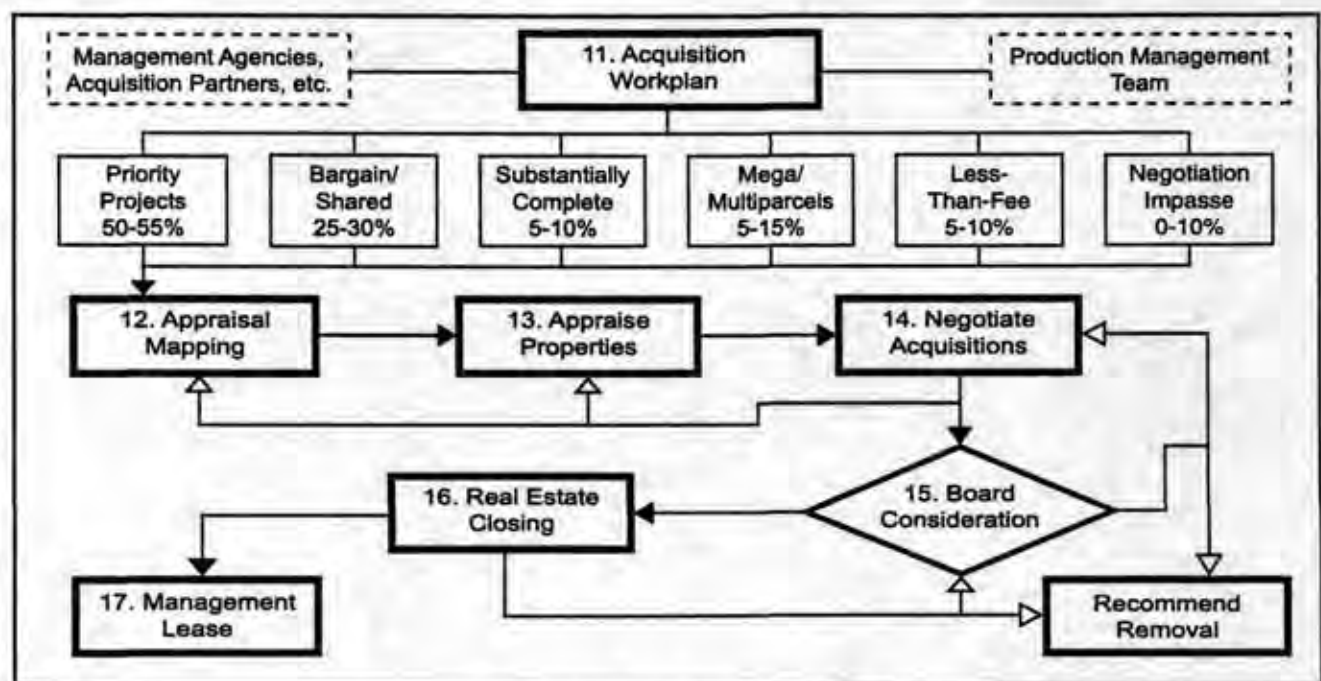 Management Agencies,
Acquisition Partners, etc.
11. Acquisition
Workplan
Production Management
Team
Priority
Projects
50-55%
Bargain/
Shared
25-30%
Substantially
Complete
5-10%
Mega/
Multiparcels
5-15%
Less-
Than-Fee
5-10%
Negotiation
Impasse
0-10%
12. Appraisal
Mapping
13. Appraise
Properties
14. Negotiate
Acquisitions
15. Board
Consideration
16. Real Estate
Closing
17. Management
Lease
Recommend
Removal